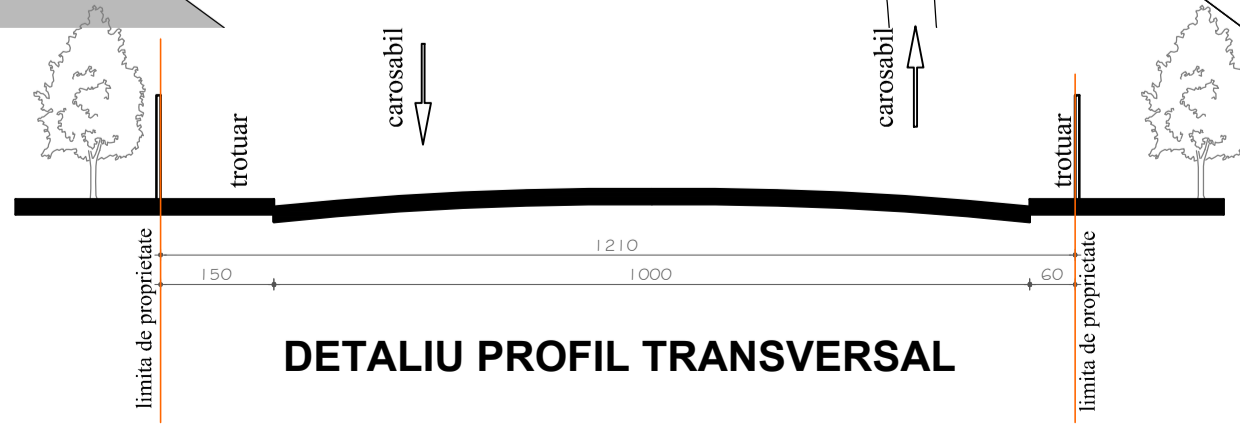 carosabil
carosabil
trotuar
trotuar
1210
150
1000
60
limita de proprietate
limita de proprietate
DETALIU PROFIL TRANSVERSAL